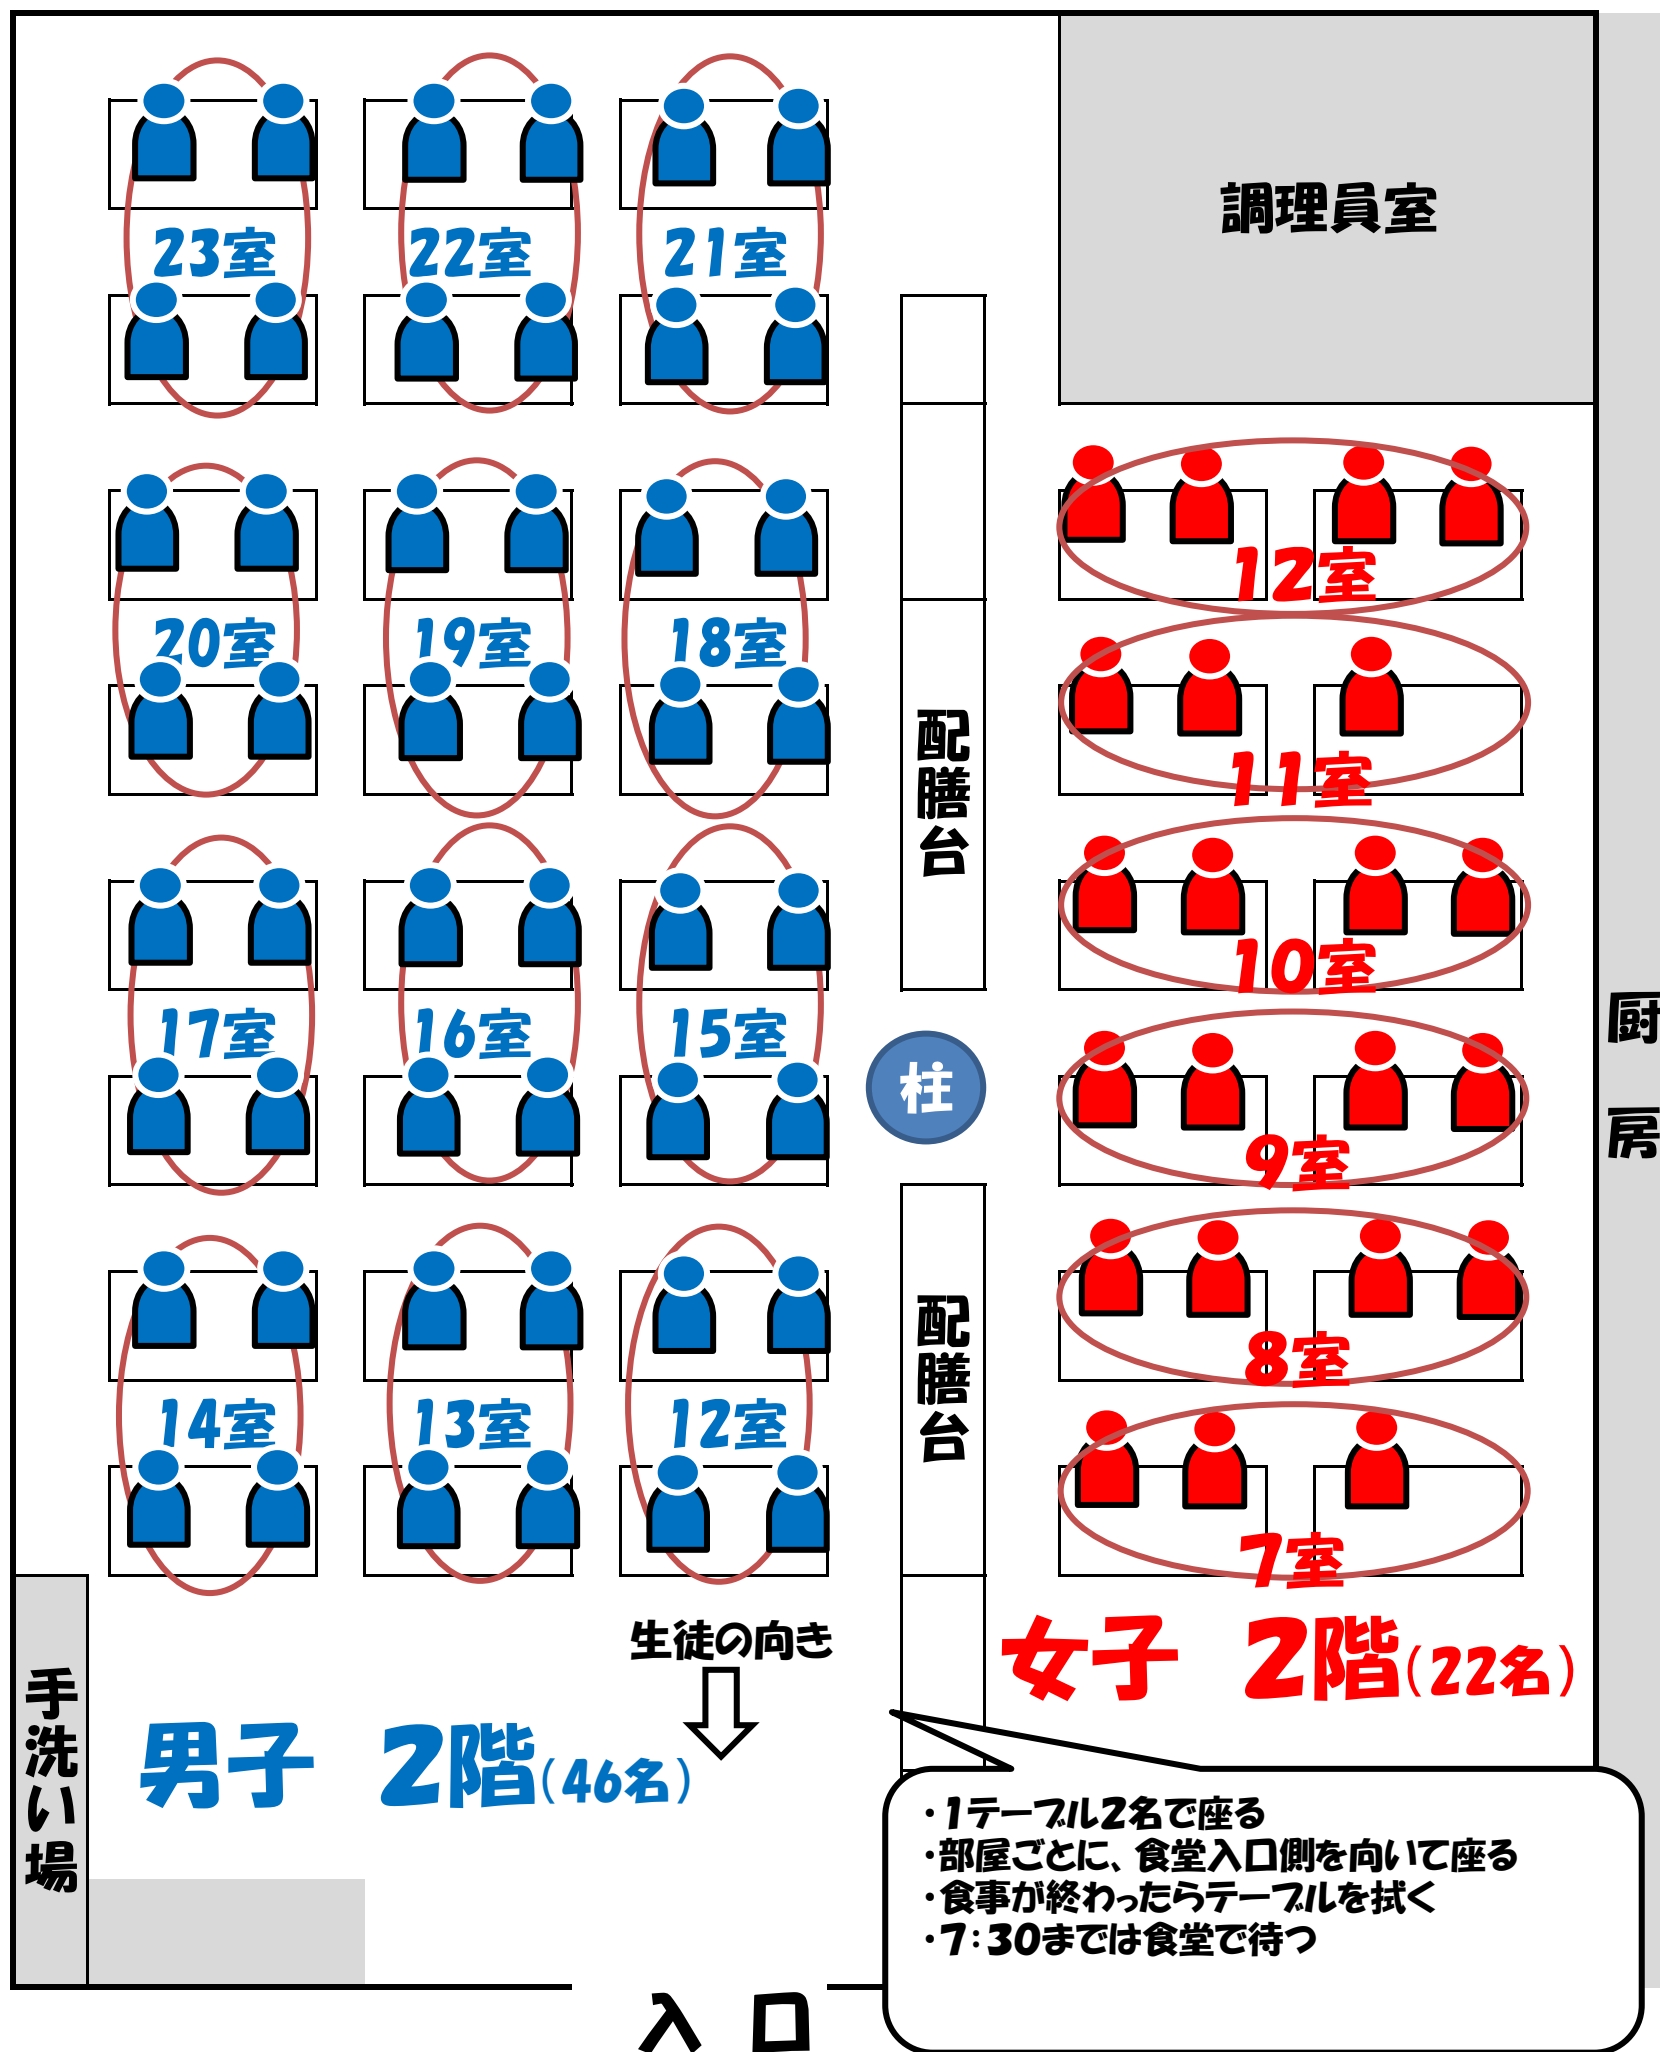 調理員室
23室
22室
21室
12室
20室
19室
18室
11室
配膳台
10室
厨房
17室
16室
15室
柱
9室
8室
配膳台
14室
13室
12室
7室
生徒の向き
女子 2階(22名)
手洗い場
男子 2階(46名)
・1テーブル2名で座る
・部屋ごとに、食堂入口側を向いて座る
・食事が終わったらテーブルを拭く
・7:30までは食堂で待つ
入口